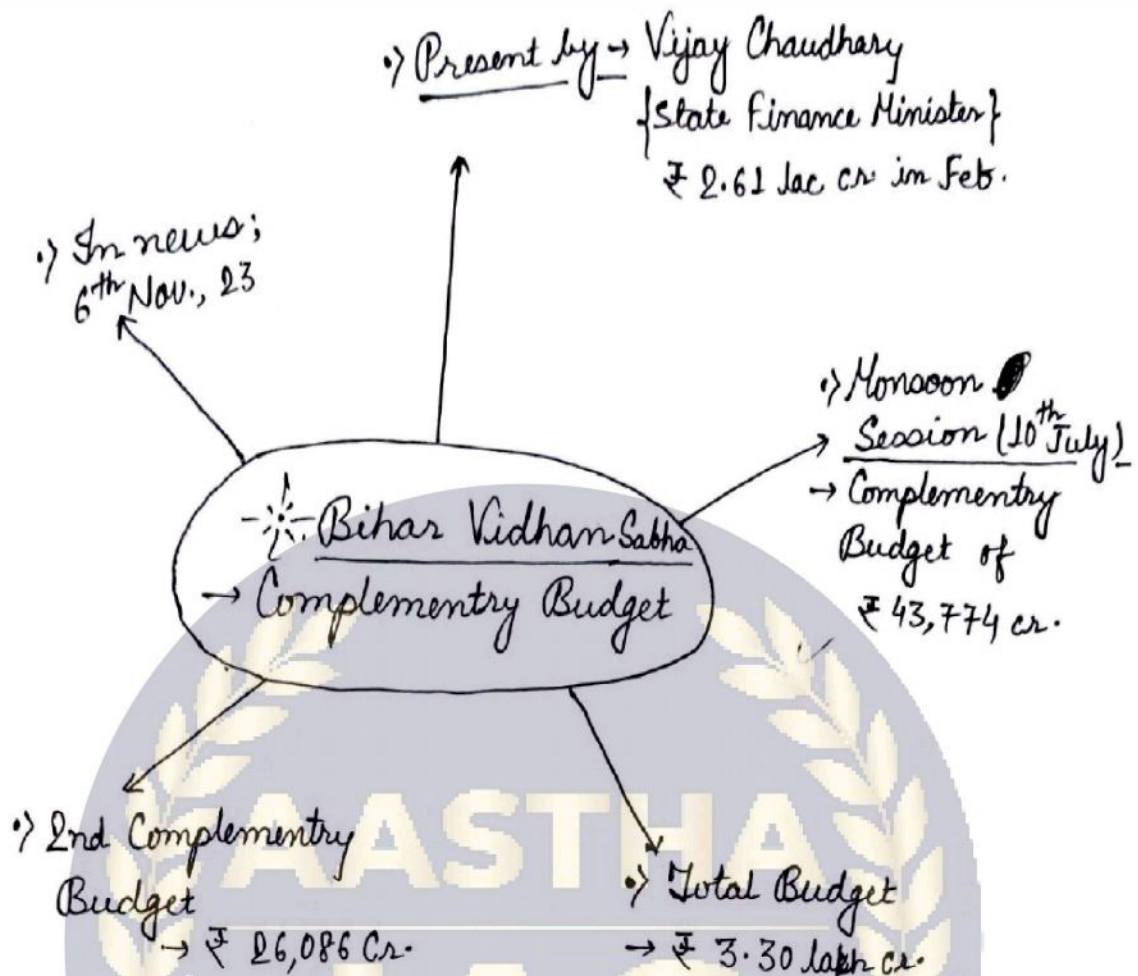 •) Present by → Vijay Chaudhary
{State Finance Minister}
₹ 2.61 lac cr. in Feb.
•) In news;
6th Nov., 23
•) Monsoon
Session (10th July)
→ Complementry
Budget of
₹ 43,774 cr.
Bihar Vidhan Sabha
→ Complementry Budget
•) 2nd Complementry
Budget
→ ₹ 26,086 Cr.
•) Total Budget
→ ₹ 3.30 lakh cr.
AASTHA